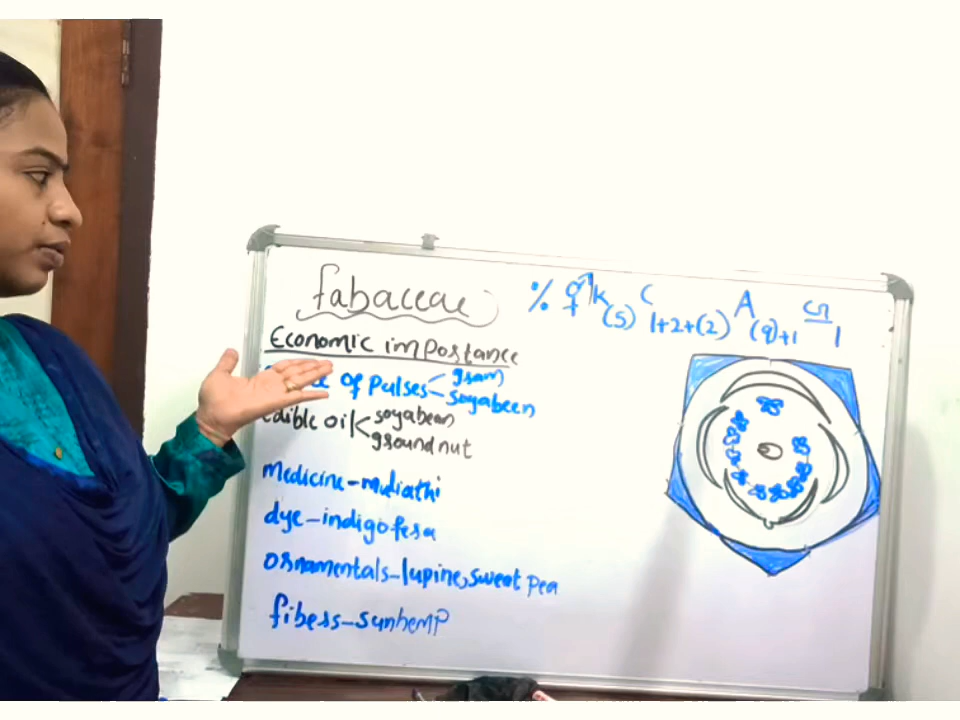 fabaceae
% ⚥ K(5) C1+2+(2) A(9)+1 G1
Economic importance
of Pulses gram
soyabeen
edible oil soyabean
ground nut
medicine-muliathi
dye-indigofera
ornamentals-lupine, sweet pea
fibers-sunhemp